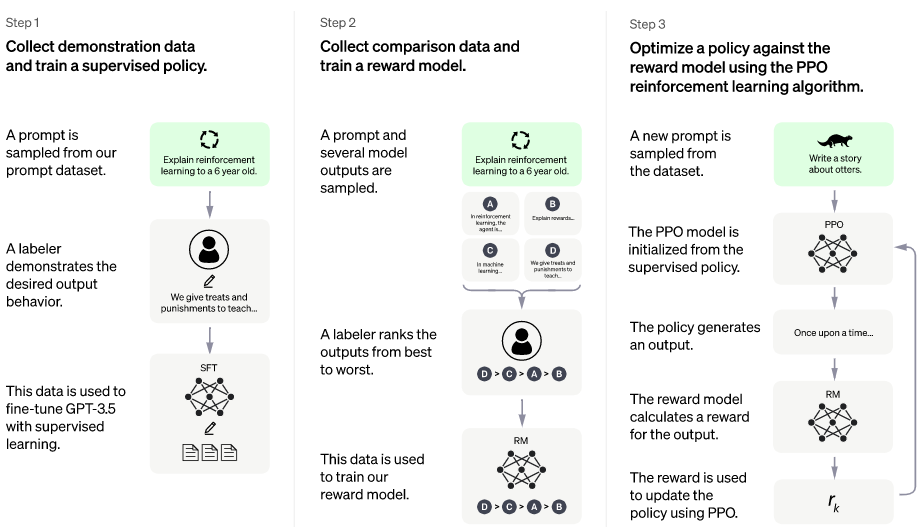 Step 1
Collect demonstration data
and train a supervised policy.
A prompt is
sampled from our
prompt dataset.
Explain reinforcement
learning to a 6 year old.
A labeler
demonstrates the
desired output
behavior.
We give treats and
punishments to teach...
This data is used to
fine-tune GPT-3.5
with supervised
learning.
SFT
Step 2
Collect comparison data and
train a reward model.
A prompt and
several model
outputs are
sampled.
Explain reinforcement
learning to a 6 year old.
A
In reinforcement
learning, the
agent is...
B
Explain rewards...
C
In machine
learning...
D
We give treats and
punishments to
teach...
A labeler ranks the
outputs from best
to worst.
D > C > A > B
This data is used
to train our
reward model.
RM
D > C > A > B
Step 3
Optimize a policy against the
reward model using the PPO
reinforcement learning algorithm.
A new prompt is
sampled from
the dataset.
Write a story
about otters.
The PPO model is
initialized from the
supervised policy.
PPO
The policy generates
an output.
Once upon a time...
The reward model
calculates a reward
for the output.
RM
The reward is used
to update the
policy using PPO.
rk